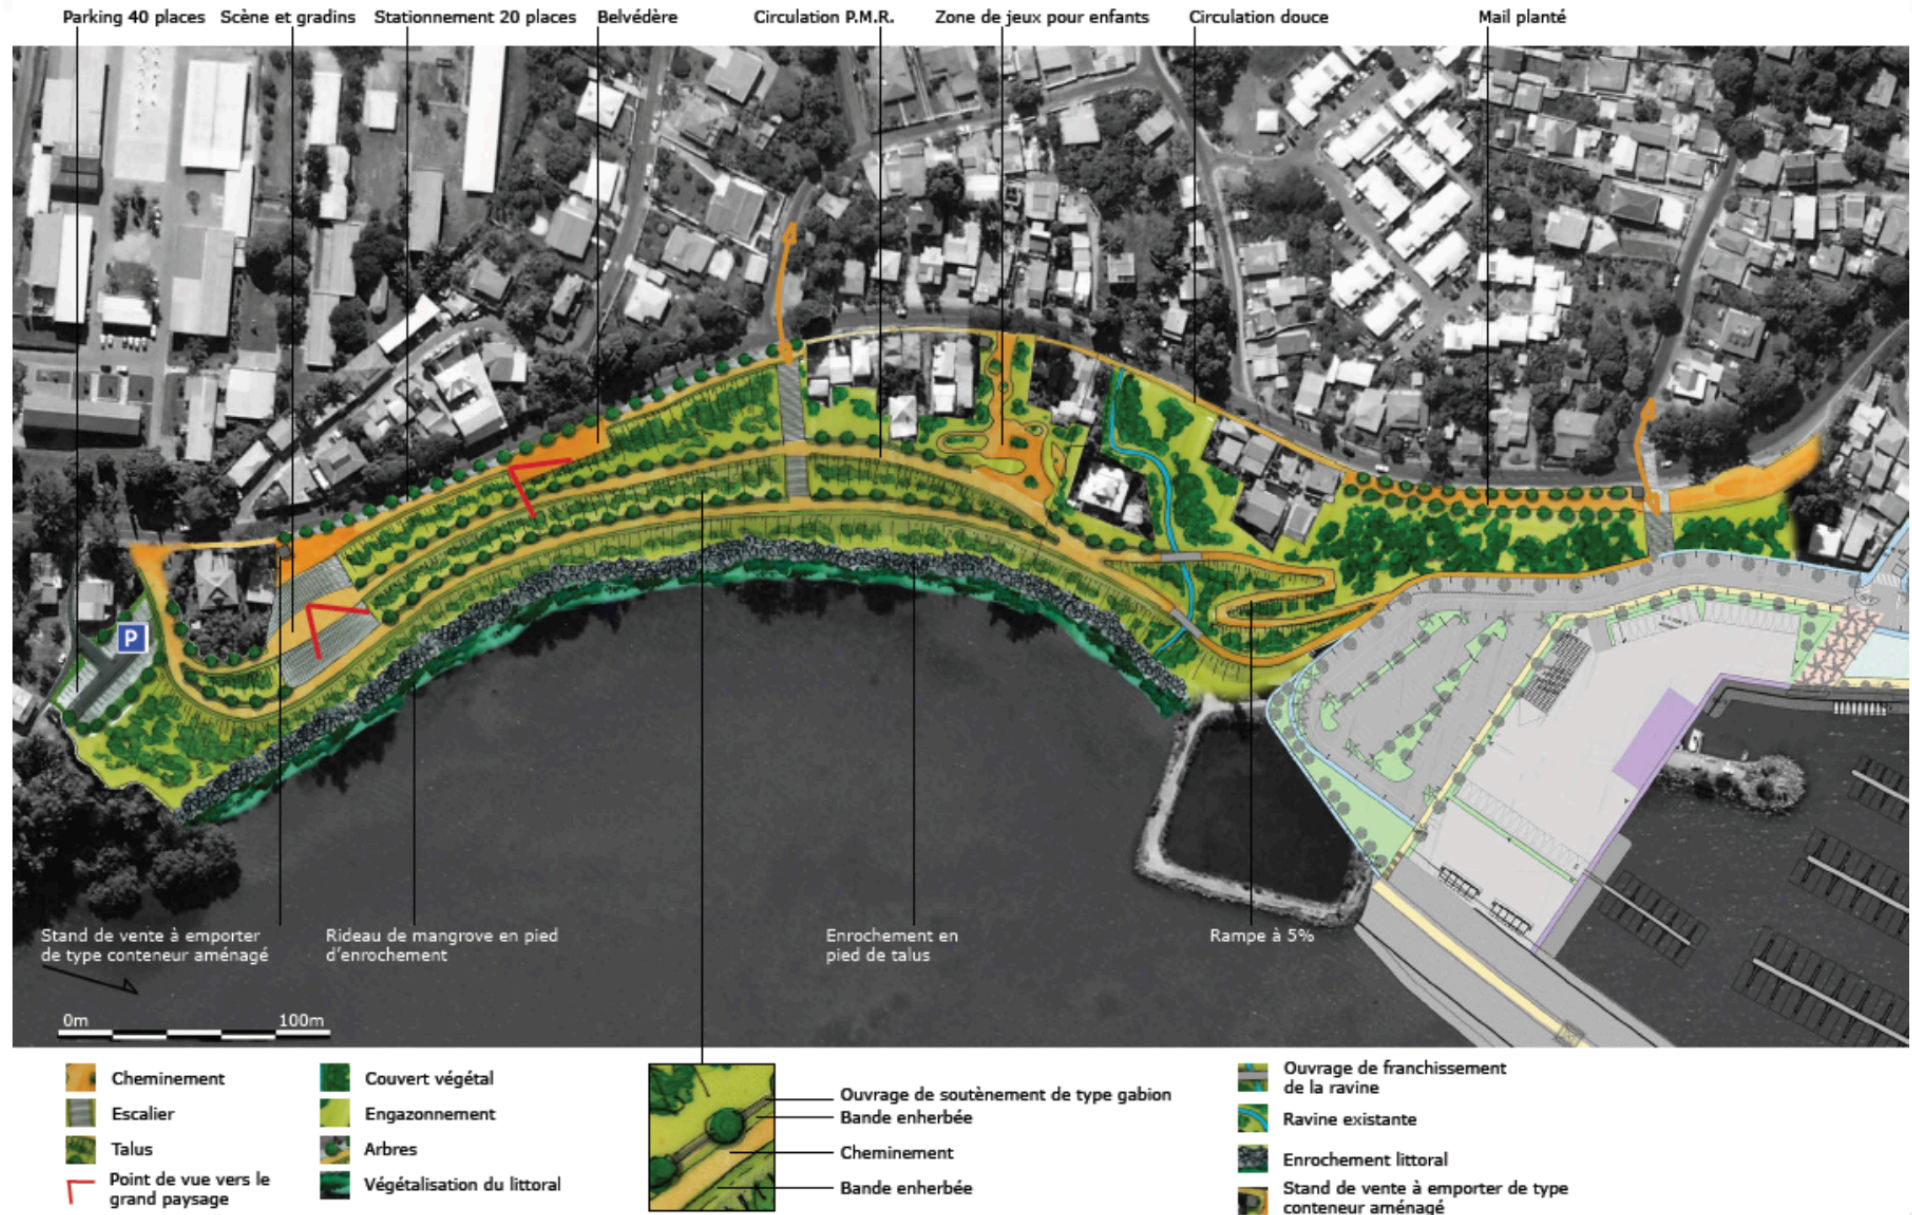 Parking 40 places
Scène et gradins
Stationnement 20 places
Belvédère
Circulation P.M.R.
Zone de jeux pour enfants
Circulation douce
Mail planté
P
Stand de vente à emporter
de type conteneur aménagé
Rideau de mangrove en pied
d'enrochement
Enrochement en
pied de talus
Rampe à 5%
0m
100m
Cheminement
Escalier
Talus
Point de vue vers le
grand paysage
Couvert végétal
Engazonnement
Arbres
Végétalisation du littoral
Ouvrage de soutènement de type gabion
Bande enherbée
Cheminement
Bande enherbée
Ouvrage de franchissement
de la ravine
Ravine existante
Enrochement littoral
Stand de vente à emporter de type
conteneur aménagé